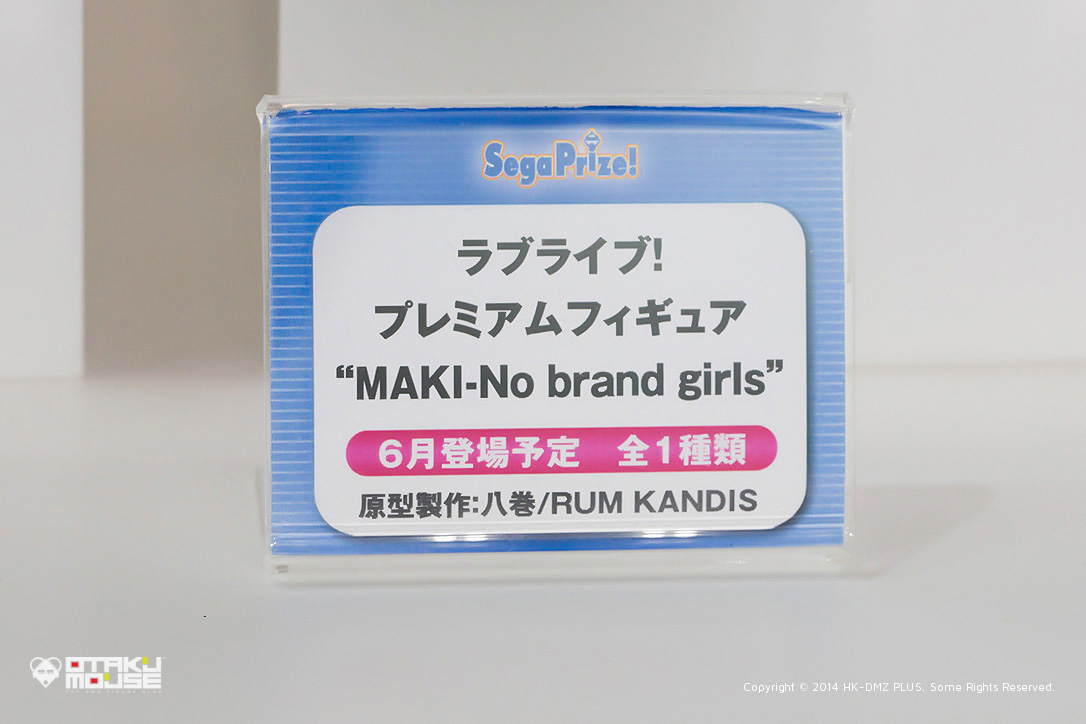 SegaPrize!
ラブライブ!
プレミアムフィギュア
“MAKI-No brand girls”
6月登場予定　全1種類
原型製作:八巻/RUM KANDIS
OTAKU
MOUSE
Copyright © 2014 HK-DMZ PLUS. Some Rights Reserved.